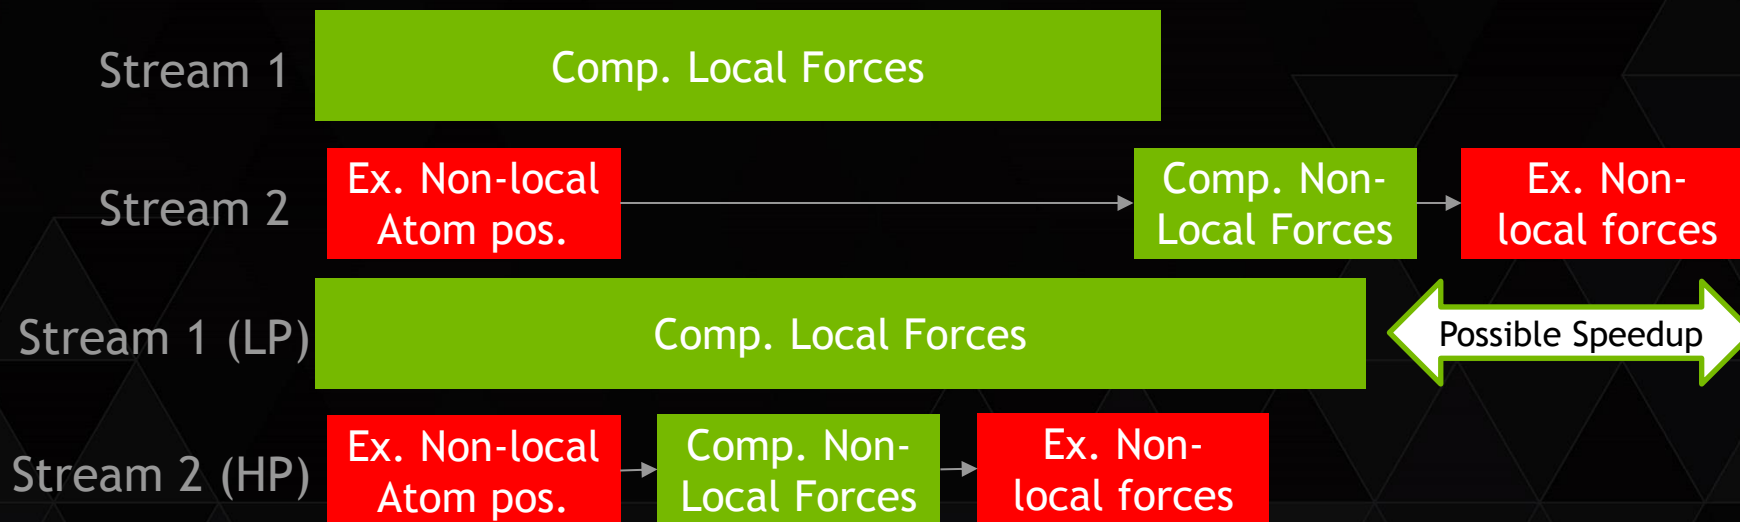 Stream 1
Comp. Local Forces
Stream 2
Ex. Non-local
Atom pos.
Comp. Non-
Local Forces
Ex. Non-
local forces
Stream 1 (LP)
Comp. Local Forces
Possible Speedup
Stream 2 (HP)
Ex. Non-local
Atom pos.
Comp. Non-
Local Forces
Ex. Non-
local forces